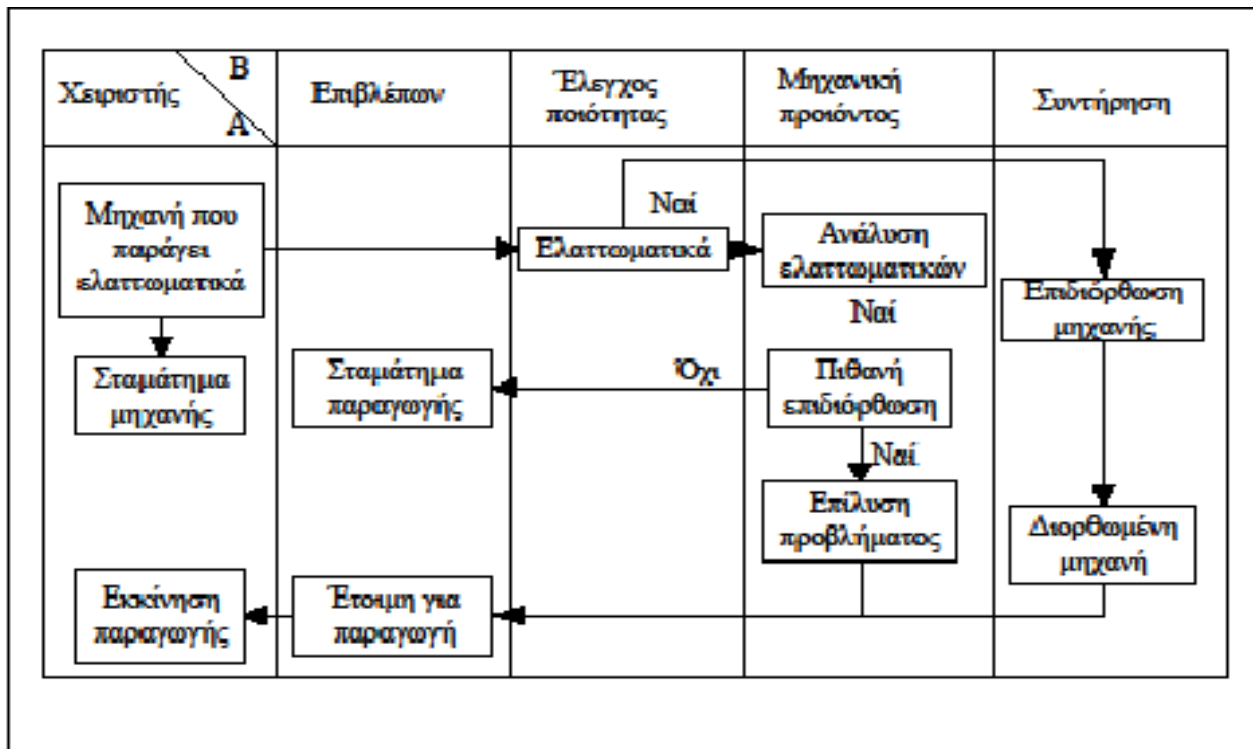 Χειριστής
Β
Α
Επιβλέπων
Έλεγχος
ποιότητας
Μηχανική
προιόντος
Συντήρηση
Μηχανή που
παράγει
ελαττωματικά
Ναί
Ελαττωματικά
Ανάλυση
ελαττωματικών
Επιδιόρθωση
μηχανής
Ναί
Σταμάτημα
μηχανής
Σταμάτημα
παραγωγής
Όχι
Πιθανή
επιδιόρθωση
Ναί
Επίλυση
προβλήματος
Διορθωμένη
μηχανή
Εκκίνηση
παραγωγής
Έτοιμη για
παραγωγή